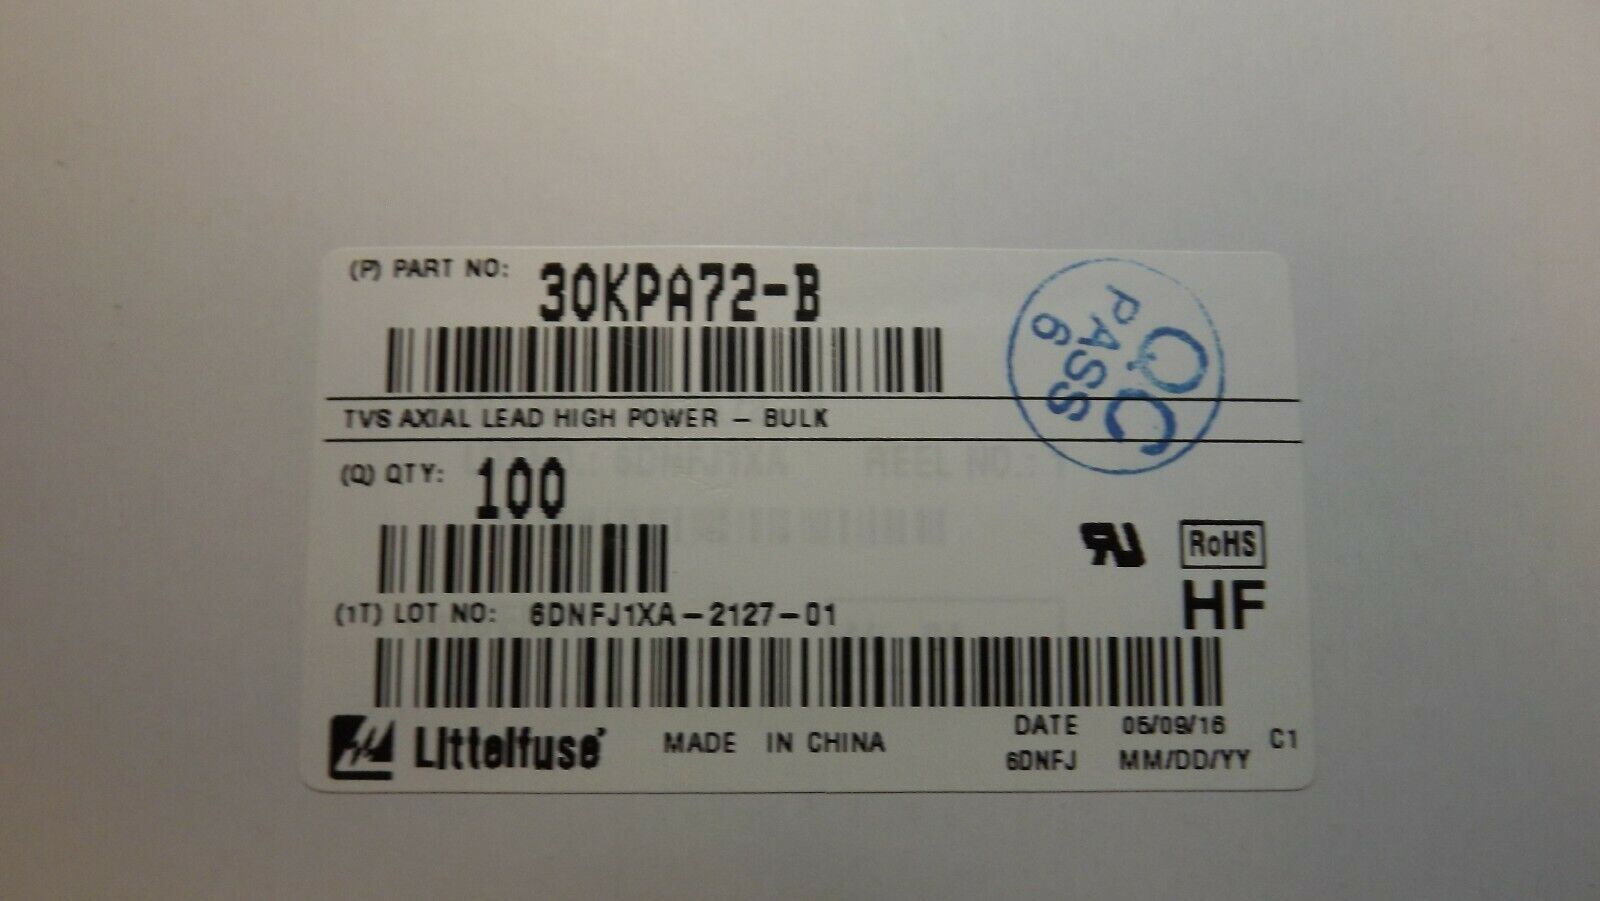 (P) PART NO: 30KPA72-B
QC
PASS
6
TVS AXIAL LEAD HIGH POWER - BULK
(Q) QTY: 100
RU
RoHS
HF
(1T) LOT NO: 6DNFJ1XA-2127-01
Littelfuse
MADE IN CHINA
DATE 05/09/16
6DNFJ MM/DD/YY
C1